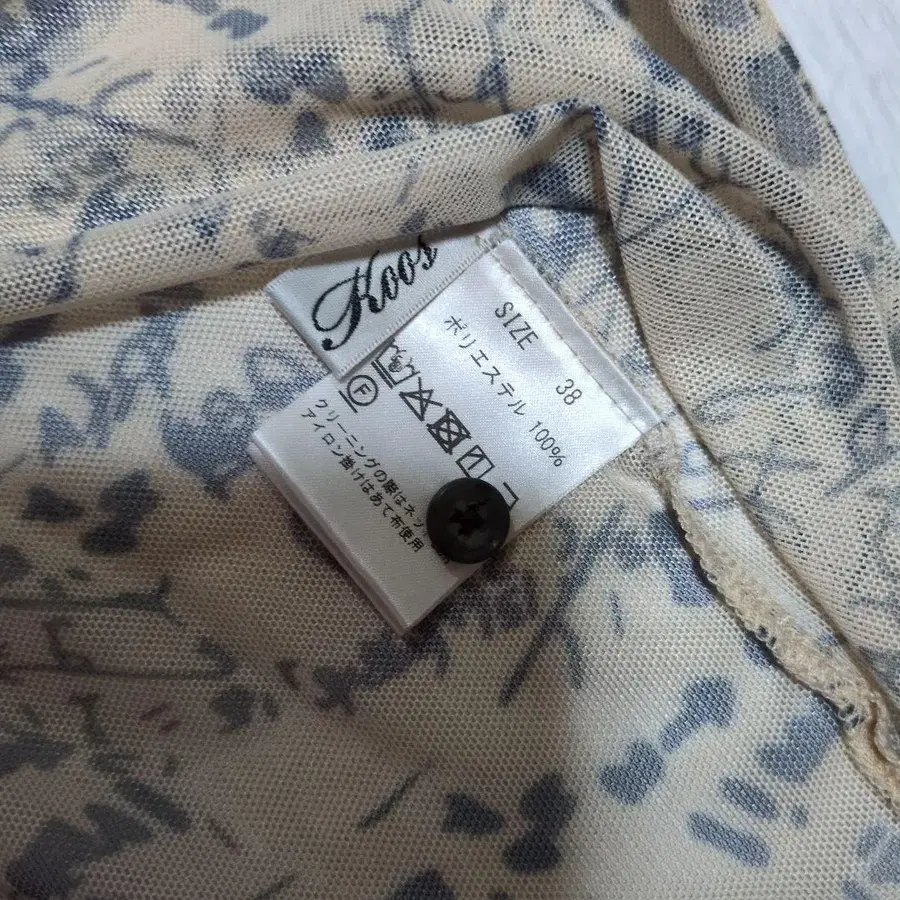 Koos
SIZE 38
ポリエステル 100%
F
クリーニングの際はネッ
アイロン掛けはあて布使用